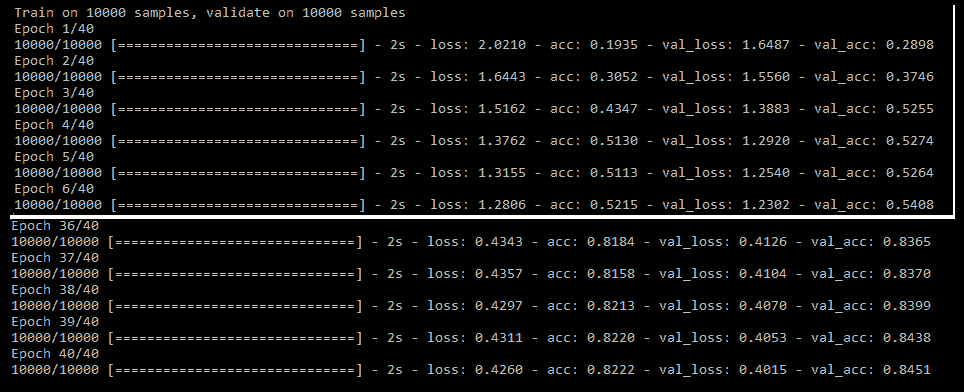 Train on 10000 samples, validate on 10000 samples
Epoch 1/40
10000/10000 [==============================] - 2s - loss: 2.0210 - acc: 0.1935 - val_loss: 1.6487 - val_acc: 0.2898
Epoch 2/40
10000/10000 [==============================] - 2s - loss: 1.6443 - acc: 0.3052 - val_loss: 1.5560 - val_acc: 0.3746
Epoch 3/40
10000/10000 [==============================] - 2s - loss: 1.5162 - acc: 0.4347 - val_loss: 1.3883 - val_acc: 0.5255
Epoch 4/40
10000/10000 [==============================] - 2s - loss: 1.3762 - acc: 0.5130 - val_loss: 1.2920 - val_acc: 0.5274
Epoch 5/40
10000/10000 [==============================] - 2s - loss: 1.3155 - acc: 0.5113 - val_loss: 1.2540 - val_acc: 0.5264
Epoch 6/40
10000/10000 [==============================] - 2s - loss: 1.2806 - acc: 0.5215 - val_loss: 1.2302 - val_acc: 0.5408
Epoch 36/40
10000/10000 [==============================] - 2s - loss: 0.4343 - acc: 0.8184 - val_loss: 0.4126 - val_acc: 0.8365
Epoch 37/40
10000/10000 [==============================] - 2s - loss: 0.4357 - acc: 0.8158 - val_loss: 0.4104 - val_acc: 0.8370
Epoch 38/40
10000/10000 [==============================] - 2s - loss: 0.4297 - acc: 0.8213 - val_loss: 0.4070 - val_acc: 0.8399
Epoch 39/40
10000/10000 [==============================] - 2s - loss: 0.4311 - acc: 0.8220 - val_loss: 0.4053 - val_acc: 0.8438
Epoch 40/40
10000/10000 [==============================] - 2s - loss: 0.4260 - acc: 0.8222 - val_loss: 0.4015 - val_acc: 0.8451